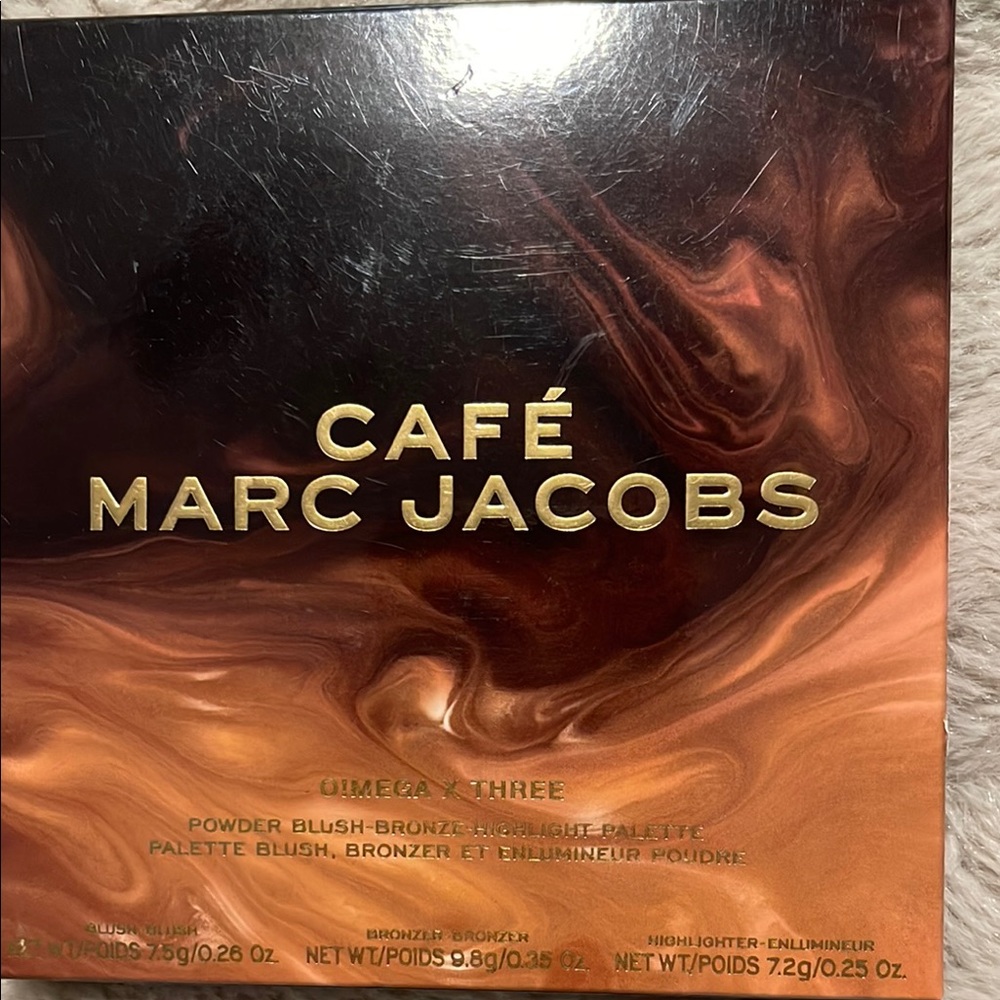 CAFÉ
MARC JACOBS
O!MEGA X THREE
POWDER BLUSH-BRONZE-HIGHLIGHT PALETTE
PALETTE BLUSH, BRONZER ET ENLUMINEUR POUDRE
BLUSH-BLUSH
NET WT/POIDS 7.5g/0.26 Oz.
BRONZER-BRONZER
NET WT/POIDS 9.8g/0.35 Oz.
HIGHLIGHTER-ENLUMINEUR
NET WT/POIDS 7.2g/0.25 Oz.